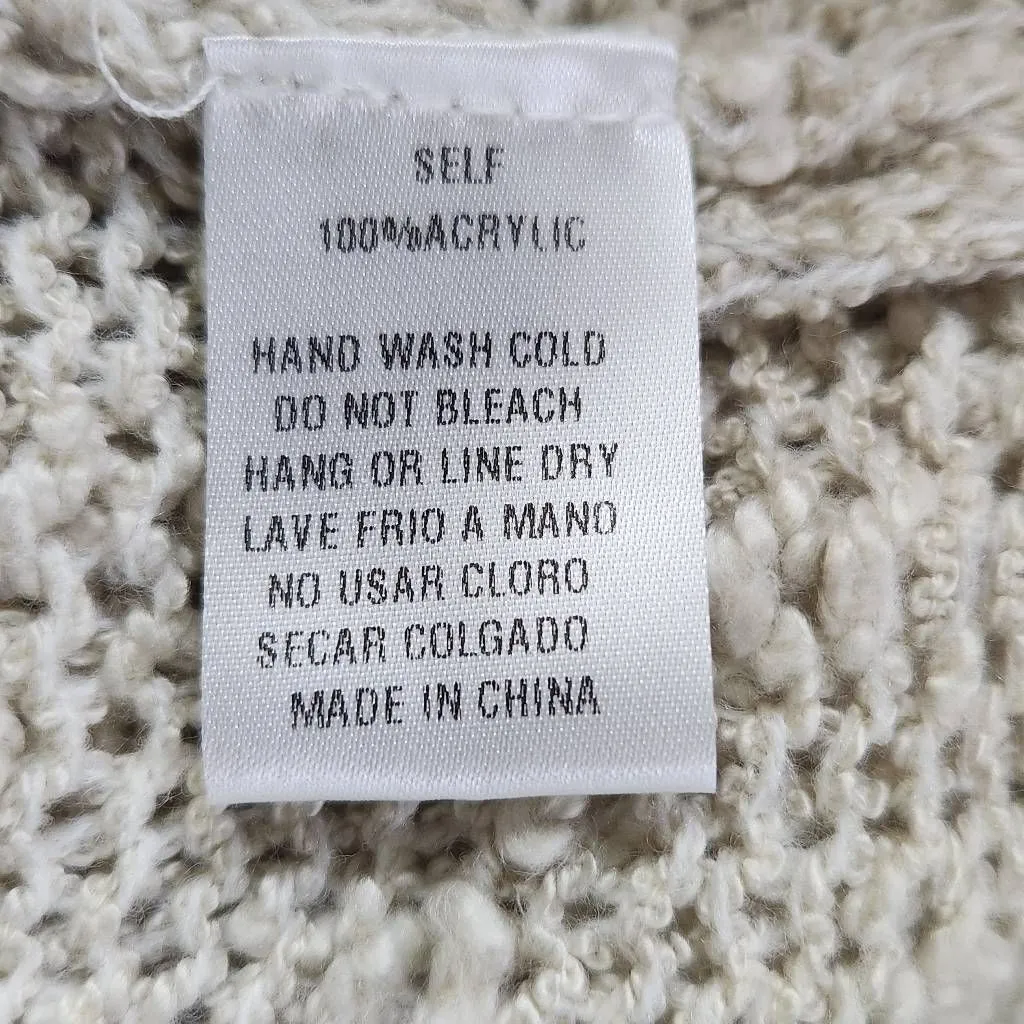 SELF
100%ACRYLIC
HAND WASH COLD
DO NOT BLEACH
HANG OR LINE DRY
LAVE FRIO A MANO
NO USAR CLORO
SECAR COLGADO
MADE IN CHINA